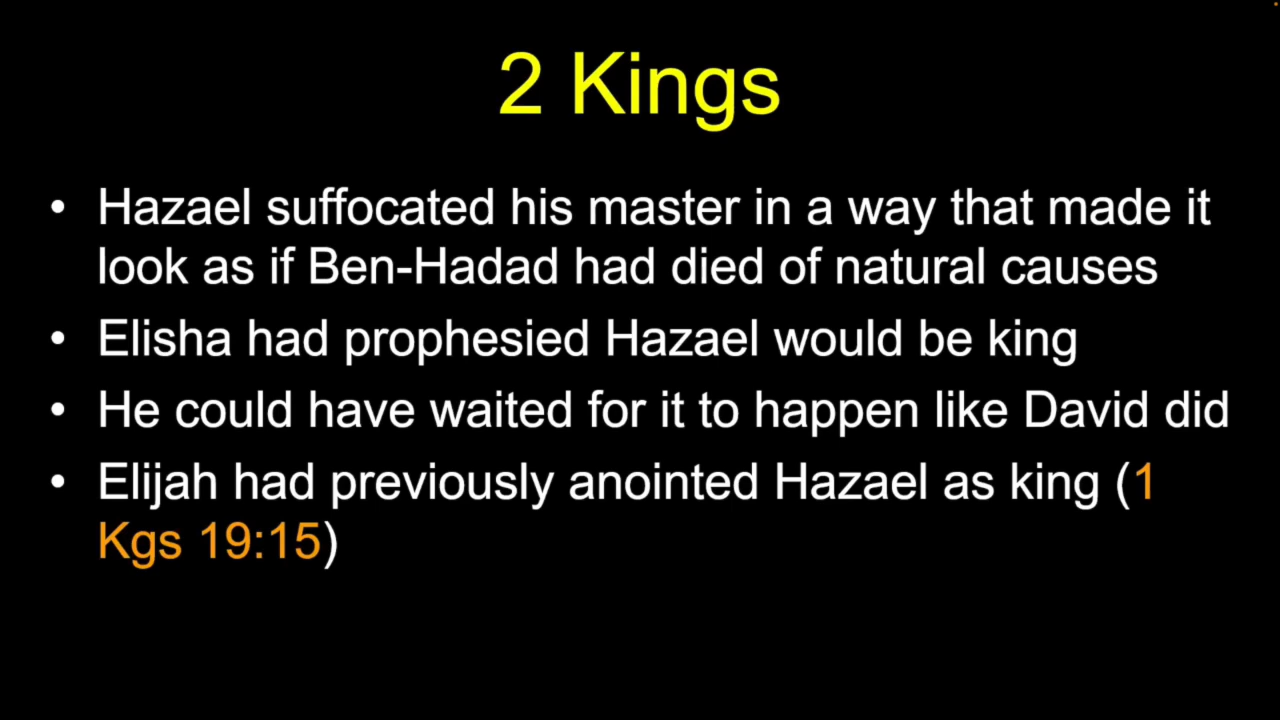 2 Kings
• Hazael suffocated his master in a way that made it
look as if Ben-Hadad had died of natural causes
• Elisha had prophesied Hazael would be king
• He could have waited for it to happen like David did
• Elijah had previously anointed Hazael as king (1
Kgs 19:15)